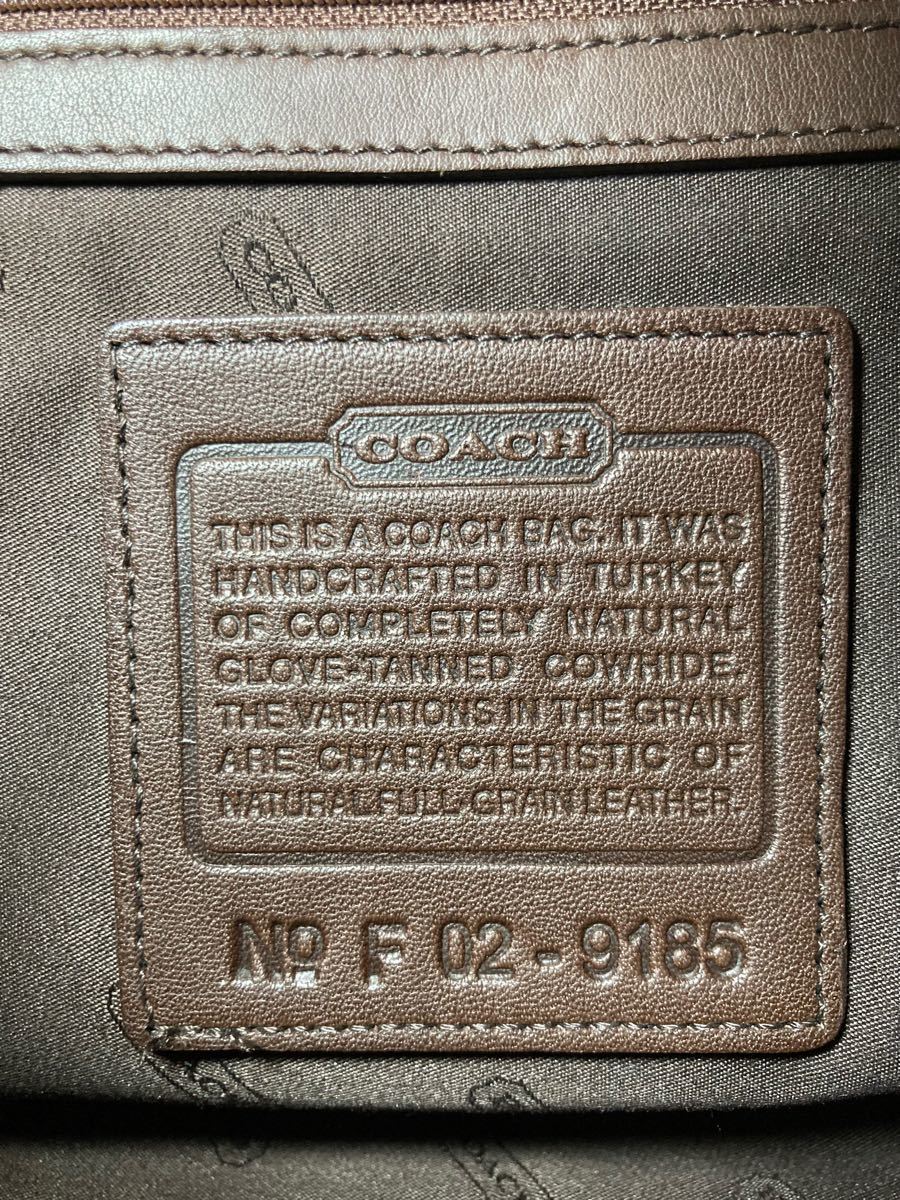 COACH
THIS IS A COACH BAG. IT WAS
HANDCRAFTED IN TURKEY
OF COMPLETELY NATURAL
GLOVE-TANNED COWHIDE.
THE VARIATIONS IN THE GRAIN
ARE CHARACTERISTIC OF
NATURAL FULL-GRAIN LEATHER.
No F 02 - 9185